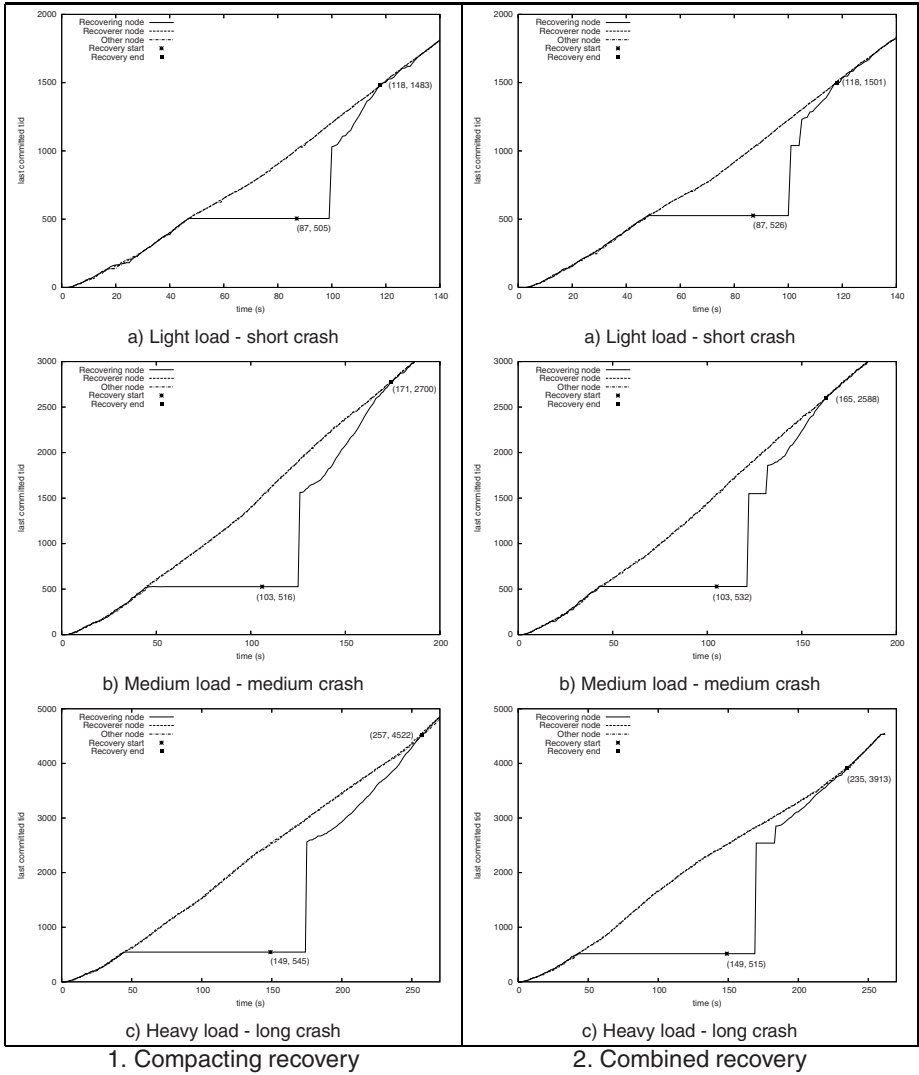 Recovering node
Recoverer node
Other node
Recovery start
Recovery end
(118, 1483)
(87, 505)
last committed tid
2000
1500
1000
500
0
0 20 40 60 80 100 120 140
time (s)
a) Light load - short crash
Recovering node
Recoverer node
Other node
Recovery start
Recovery end
(118, 1501)
(87, 526)
last committed tid
2000
1500
1000
500
0
0 20 40 60 80 100 120 140
time (s)
a) Light load - short crash
Recovering node
Recoverer node
Other node
Recovery start
Recovery end
(171, 2700)
(103, 516)
last committed tid
3000
2500
2000
1500
1000
500
0
0 50 100 150 200
time (s)
b) Medium load - medium crash
Recovering node
Recoverer node
Other node
Recovery start
Recovery end
(165, 2588)
(103, 532)
last committed tid
3000
2500
2000
1500
1000
500
0
0 50 100 150 200
time (s)
b) Medium load - medium crash
Recovering node
Recoverer node
Other node
Recovery start
Recovery end
(257, 4522)
(149, 545)
last committed tid
5000
4000
3000
2000
1000
0
0 50 100 150 200 250
time (s)
c) Heavy load - long crash
Recovering node
Recoverer node
Other node
Recovery start
Recovery end
(235, 3913)
(149, 515)
last committed tid
5000
4000
3000
2000
1000
0
0 50 100 150 200 250
time (s)
c) Heavy load - long crash
1. Compacting recovery
2. Combined recovery